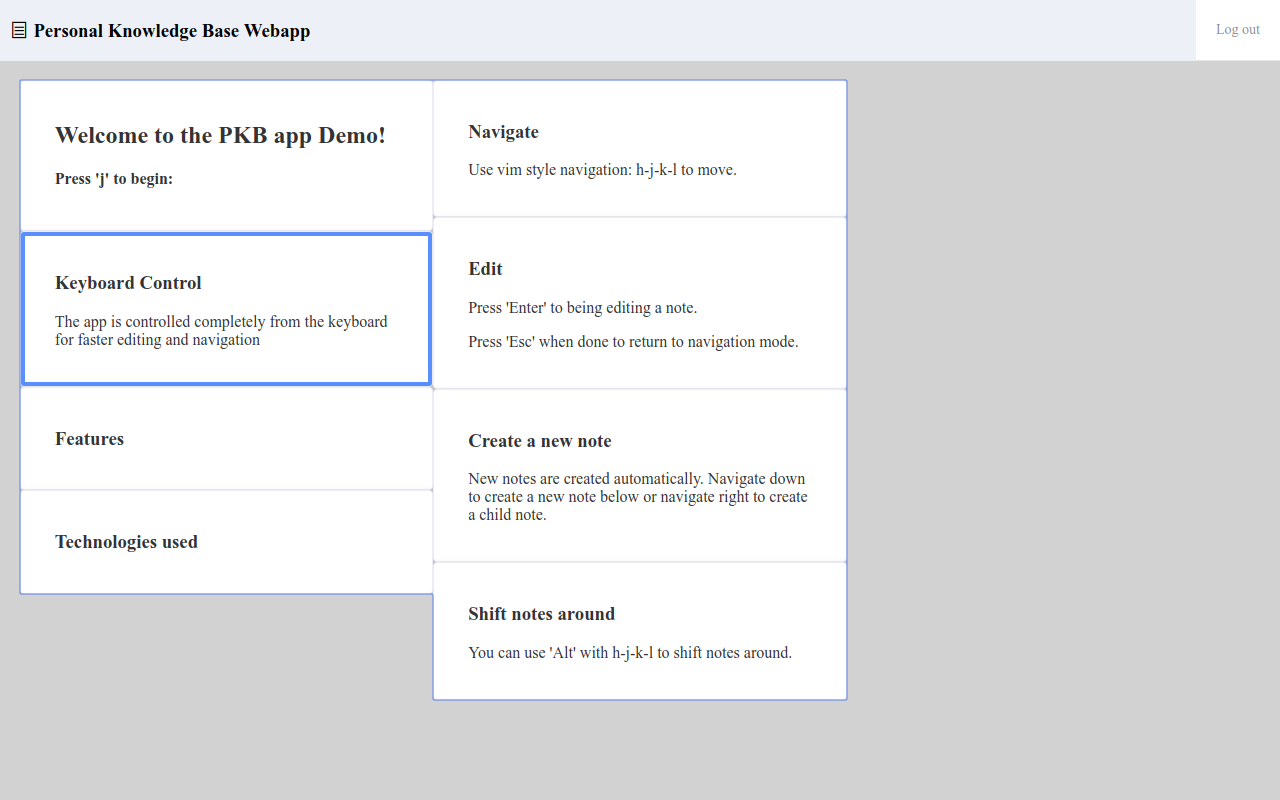 Personal Knowledge Base Webapp
Log out
Welcome to the PKB app Demo!
Press 'j' to begin:
Keyboard Control
The app is controlled completely from the keyboard
for faster editing and navigation
Features
Technologies used
Navigate
Use vim style navigation: h-j-k-l to move.
Edit
Press 'Enter' to being editing a note.
Press 'Esc' when done to return to navigation mode.
Create a new note
New notes are created automatically. Navigate down
to create a new note below or navigate right to create
a child note.
Shift notes around
You can use 'Alt' with h-j-k-l to shift notes around.